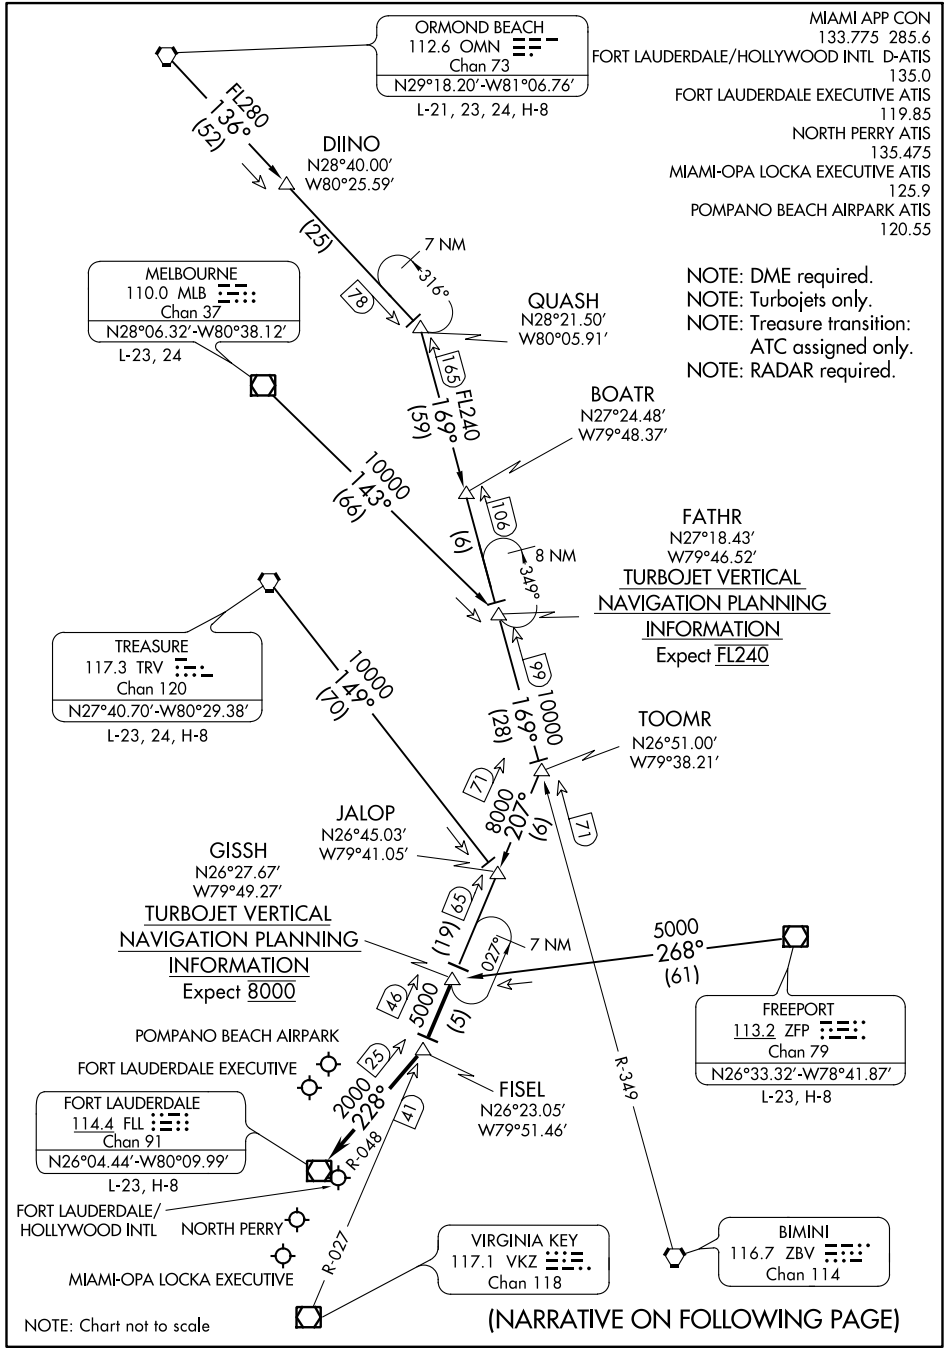 ORMOND BEACH
112.6 OMN
Chan 73
N29°18.20'-W81°06.76'
L-21, 23, 24, H-8
MIAMI APP CON
133.775 285.6
FORT LAUDERDALE/HOLLYWOOD INTL D-ATIS
135.0
FORT LAUDERDALE EXECUTIVE ATIS
119.85
NORTH PERRY ATIS
135.475
MIAMI-OPA LOCKA EXECUTIVE ATIS
125.9
POMPANO BEACH AIRPARK ATIS
120.55
FL280
136°
(52)
DIINO
N28°40.00'
W80°25.59'
(25)
7 NM
316°
78
MELBOURNE
110.0 MLB
Chan 37
N28°06.32'-W80°38.12'
L-23, 24
QUASH
N28°21.50'
W80°05.91'
NOTE: DME required.
NOTE: Turbojets only.
NOTE: Treasure transition:
ATC assigned only.
NOTE: RADAR required.
165
FL240
169°
(59)
BOATR
N27°24.48'
W79°48.37'
10000
143°
(66)
106
(6)
8 NM
349°
FATHR
N27°18.43'
W79°46.52'
TURBOJET VERTICAL
NAVIGATION PLANNING
INFORMATION
Expect FL240
TREASURE
117.3 TRV
Chan 120
N27°40.70'-W80°29.38'
L-23, 24, H-8
10000
149°
(70)
99
10000
169°
(28)
TOOMR
N26°51.00'
W79°38.21'
71
8000
207°
(6)
71
JALOP
N26°45.03'
W79°41.05'
GISSH
N26°27.67'
W79°49.27'
TURBOJET VERTICAL
NAVIGATION PLANNING
INFORMATION
Expect 8000
65
(19)
027°
7 NM
5000
268°
(61)
FREEPORT
113.2 ZFP
Chan 79
N26°33.32'-W78°41.87'
L-23, H-8
46
5000
(5)
POMPANO BEACH AIRPARK
FORT LAUDERDALE EXECUTIVE
25
2000
228°
R-048
41
FISEL
N26°23.05'
W79°51.46'
R-349
FORT LAUDERDALE
114.4 FLL
Chan 91
N26°04.44'-W80°09.99'
L-23, H-8
FORT LAUDERDALE/
HOLLYWOOD INTL
NORTH PERRY
MIAMI-OPA LOCKA EXECUTIVE
R-027
VIRGINIA KEY
117.1 VKZ
Chan 118
BIMINI
116.7 ZBV
Chan 114
NOTE: Chart not to scale
(NARRATIVE ON FOLLOWING PAGE)